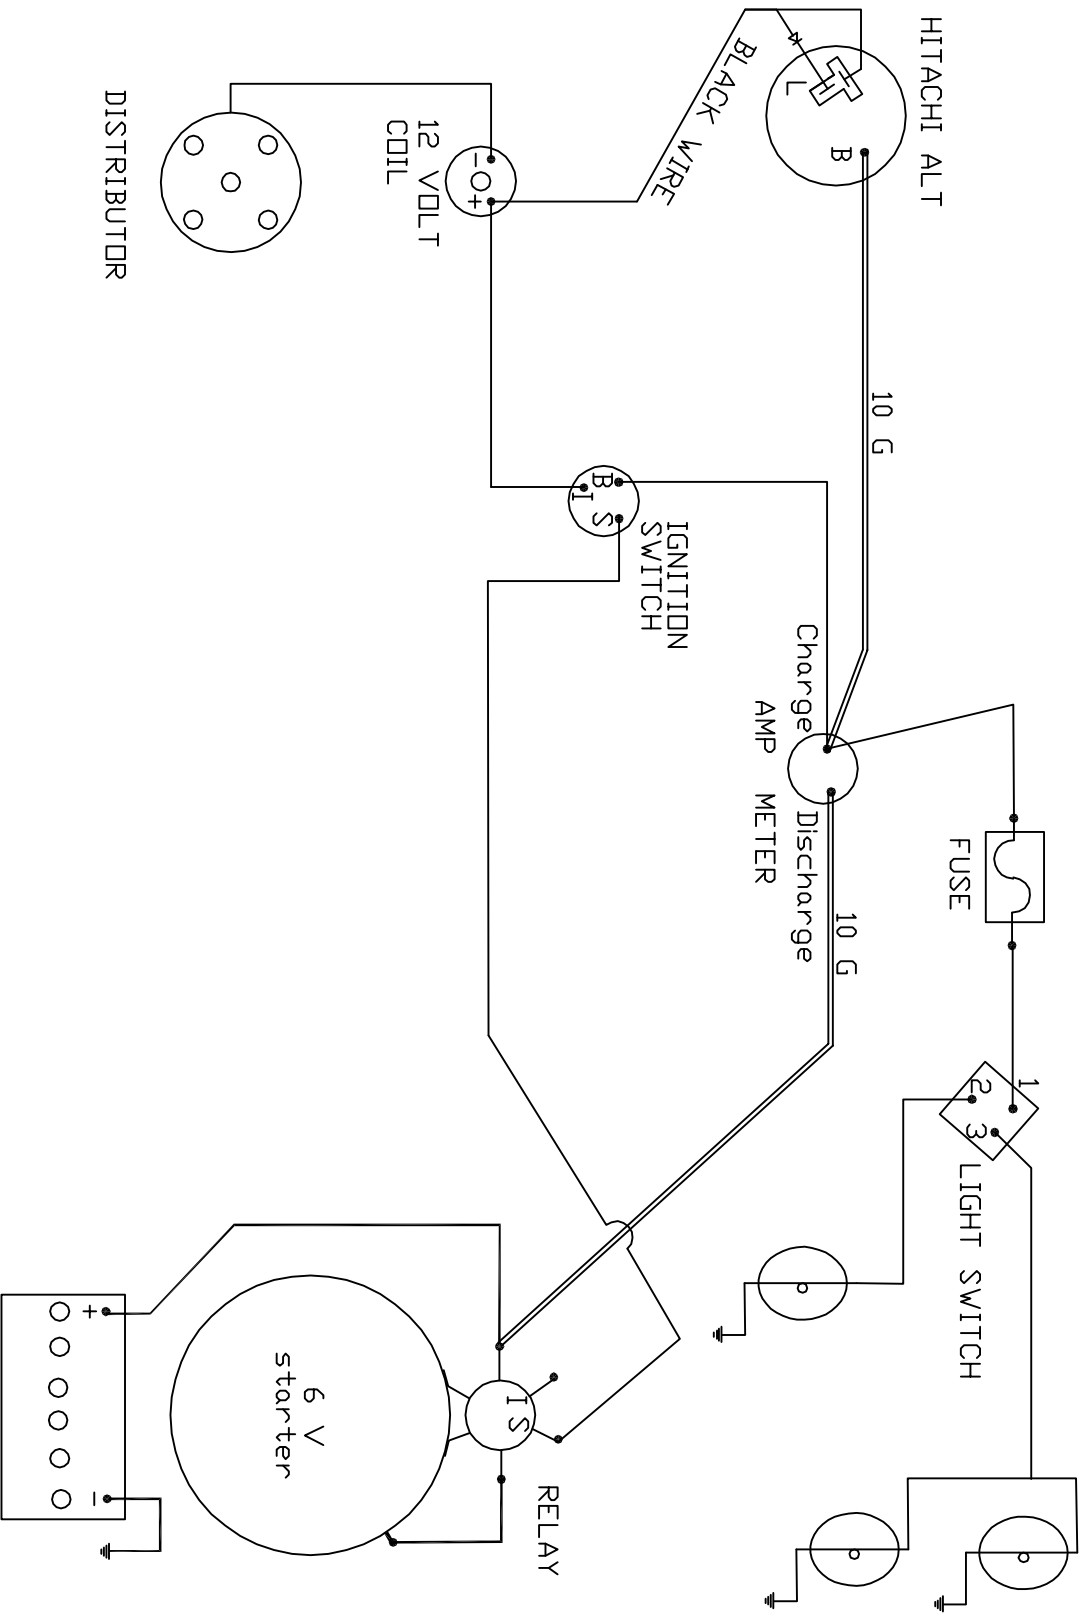 HITACHI ALT
L
B
BLACK WIRE
10 G
12 VOLT
COIL
-
+
DISTRIBUTOR
B
I
S
IGNITION
SWITCH
Charge
Discharge
AMP METER
10 G
FUSE
1
2
3
LIGHT SWITCH
I S
RELAY
6 V
starter
+
-